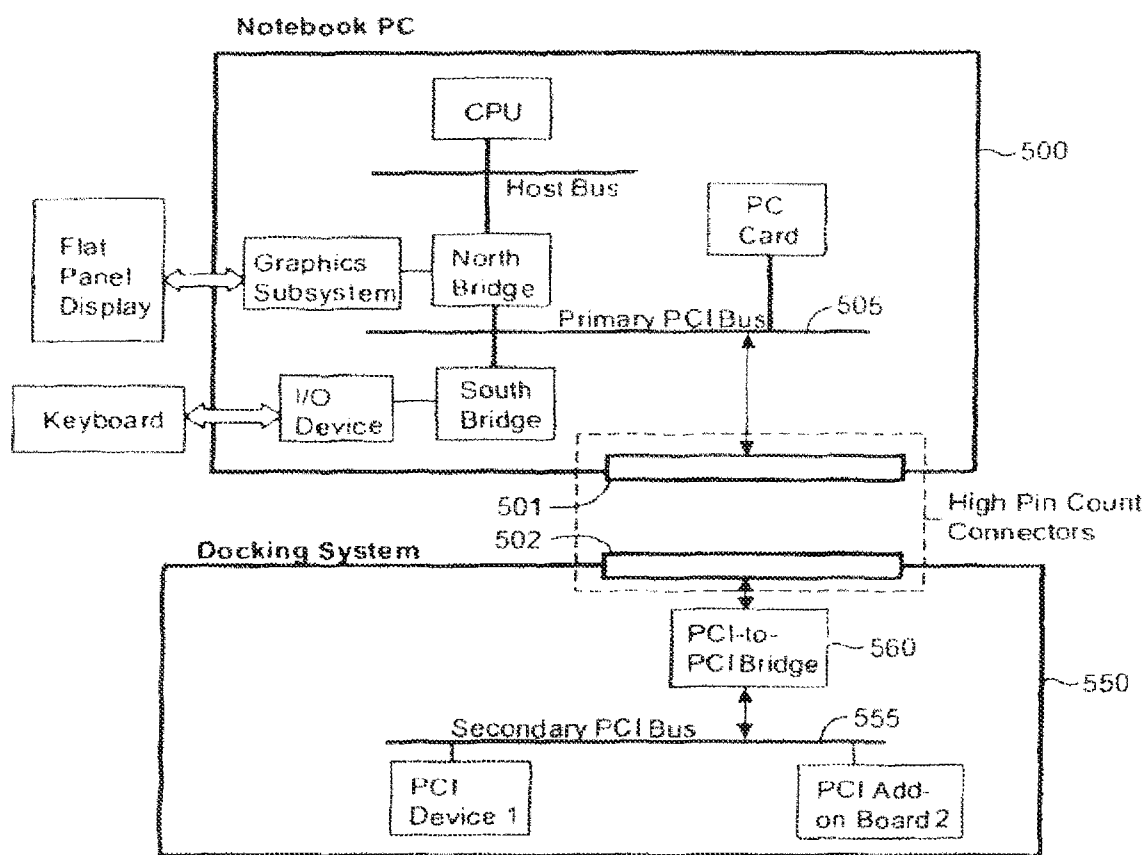 Notebook PC
CPU
500
Host Bus
PC
Card
Flat
Panel
Display
Graphics
Subsystem
North
Bridge
Primary PCI Bus
505
Keyboard
I/O
Device
South
Bridge
501
High Pin Count
Connectors
502
Docking System
PCI-to-
PCI Bridge
560
550
Secondary PCI Bus
555
PCI
Device 1
PCI Add-
on Board 2